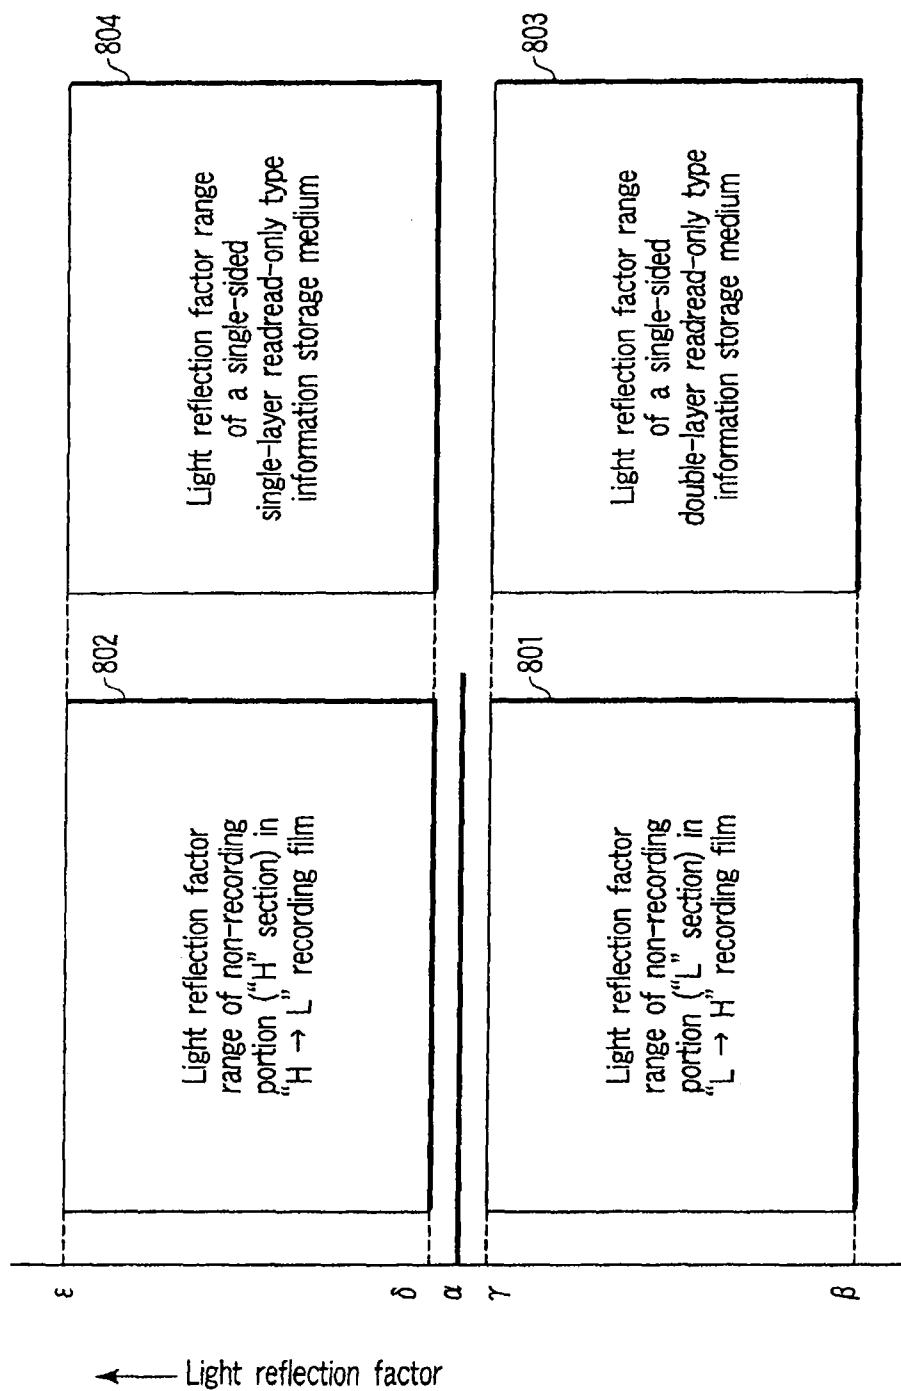 804
Light reflection factor range
of a single-sided
single-layer readread-only type
information storage medium
803
Light reflection factor range
of a single-sided
double-layer readread-only type
information storage medium
802
Light reflection factor
range of non-recording
portion (“H” section) in
“H → L” recording film
801
Light reflection factor
range of non-recording
portion (“L” section) in
“L → H” recording film
ε
δ
α
γ
β
Light reflection factor